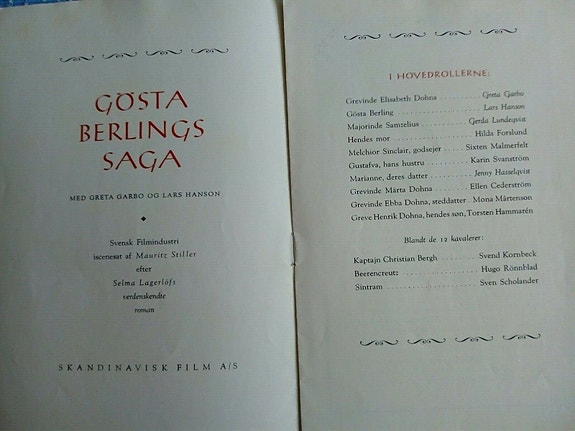 GÖSTA
BERLINGS
SAGA
MED GRETA GARBO OG LARS HANSON
Svensk Filmindustri
iscenesat af Mauritz Stiller
efter
Selma Lagerlöfs
verdenskendte
roman
SKANDINAVISK FILM A/S
I HOVEDROLLERNE:
Grevinde Elisabeth Dohna . . . . . . . . . . Greta Garbo
Gösta Berling . . . . . . . . . . Lars Hanson
Majorinde Samzelius . . . . . . . . . . Gerda Lundeqvist
Hendes mor . . . . . . . . . . Hilda Forslund
Melchior Sinclair, godsejer . . . . . Sixten Malmerfelt
Gustafva, hans hustru . . . . . . . . Karin Svanström
Marianne, deres datter . . . . . . . . Jenny Hasselqvist
Grevinde Märta Dohna . . . . . . . . Ellen Cederström
Grevinde Ebba Dohna, steddatter . . Mona Mårtenson
Greve Henrik Dohna, hendes søn, Torsten Hammarén
Blandt de 12 kavalerer:
Kaptajn Christian Bergh . . . . . . . . Svend Kornbeck
Beerencreutz . . . . . . . . . . Hugo Rönnblad
Sintram . . . . . . . . . . Sven Scholander